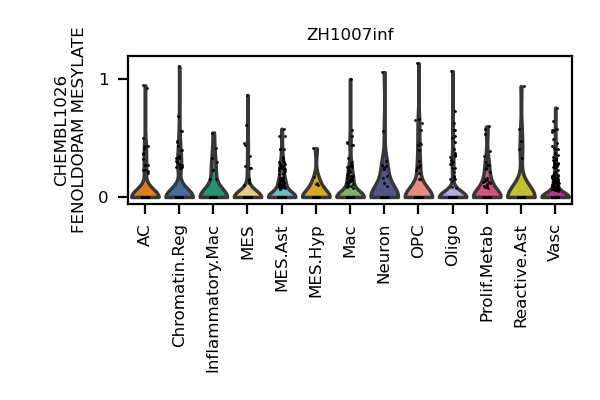 ZH1007inf
CHEMBL1026
FENOLDOPAM MESYLATE
1
0
AC
Chromatin.Reg
Inflammatory.Mac
MES
MES.Ast
MES.Hyp
Mac
Neuron
OPC
Oligo
Prolif.Metab
Reactive.Ast
Vasc